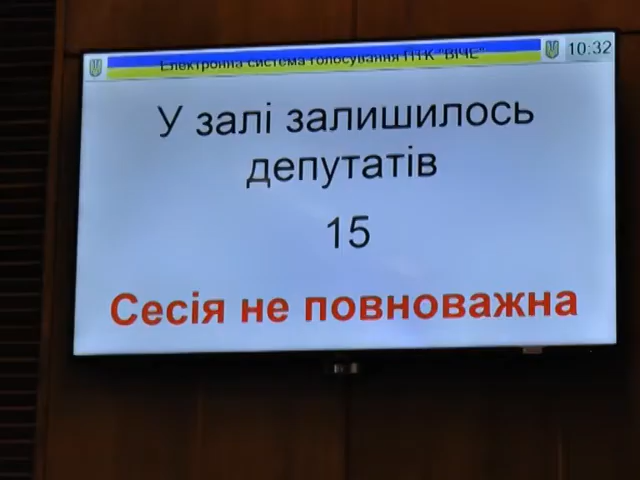 Електронна система голосування ПТК "ВІЧЕ"
10:32
У залі залишилось
депутатів
15
Сесія не повноважна